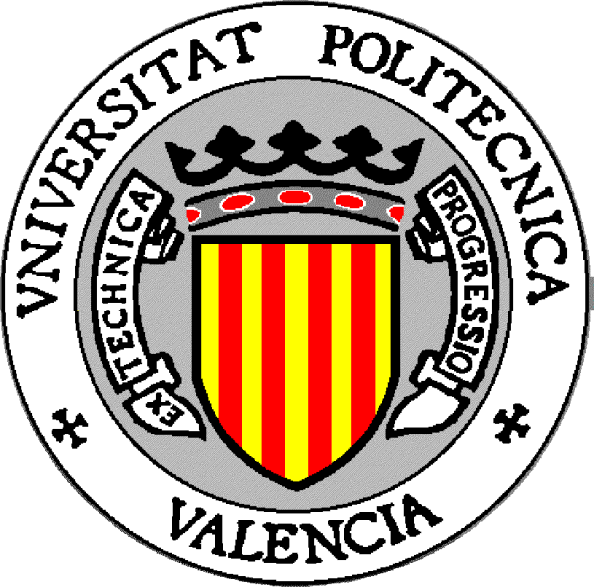 VNIVERSITAT POLITECNICA
EX TECHNICA
PROGRESSIO
VALENCIA